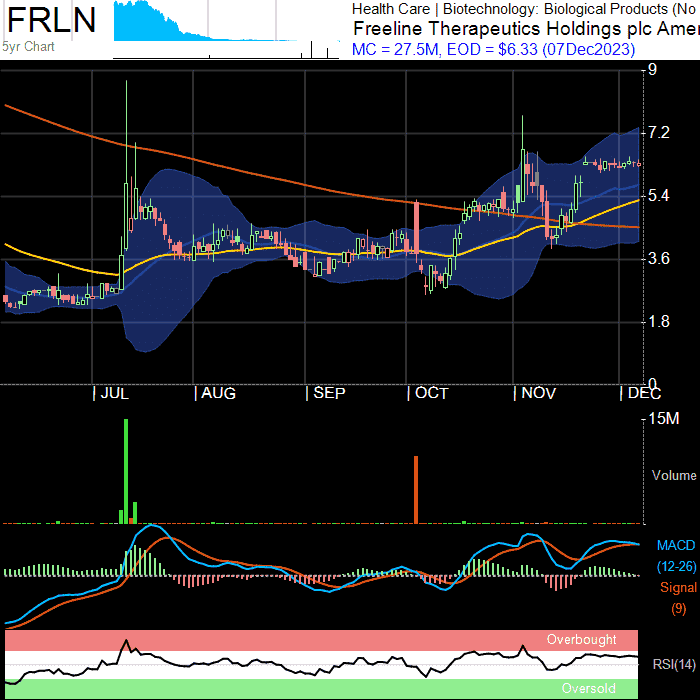 FRLN
5yr Chart
Health Care | Biotechnology: Biological Products (No
Freeline Therapeutics Holdings plc Amer
MC = 27.5M, EOD = $6.33 (07Dec2023)
9
7.2
5.4
3.6
1.8
0
JUL AUG SEP OCT NOV DEC
15M
Volume
MACD
(12-26)
Signal
(9)
Overbought
RSI(14)
Oversold